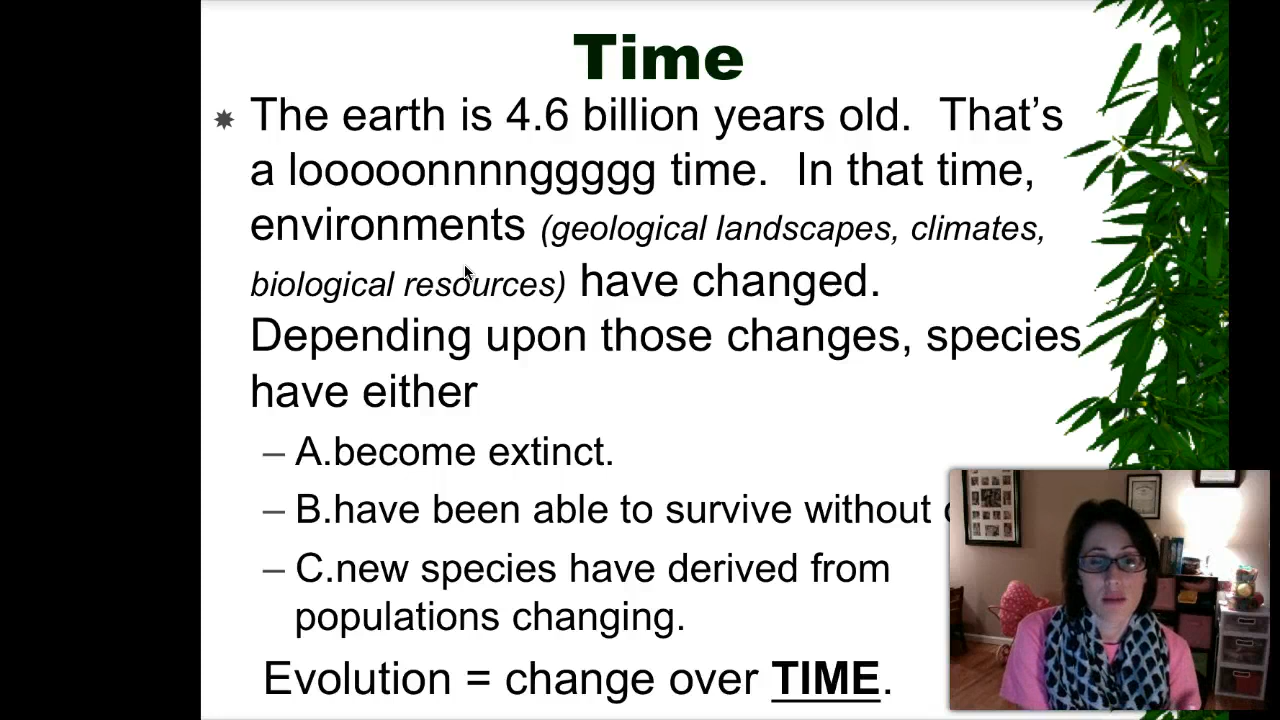 Time
The earth is 4.6 billion years old. That's
a looooonnnnggggg time. In that time,
environments (geological landscapes, climates,
biological resources) have changed.
Depending upon those changes, species
have either
– A.become extinct.
– B.have been able to survive without
– C.new species have derived from
populations changing.
Evolution = change over TIME.